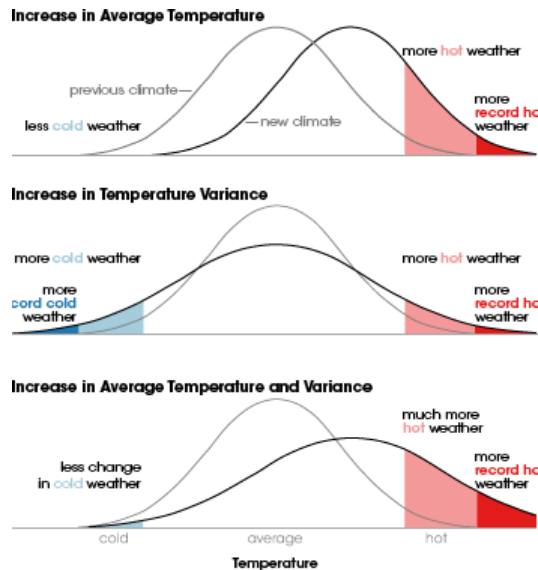 Increase in Average Temperature
more hot weather
previous climate
more
record ho
weather
less cold weather
new climate
Increase in Temperature Variance
more cold weather
more hot weather
more
cord cold
weather
more
record ho
weather
Increase in Average Temperature and Variance
much more
hot weather
less change
in cold weather
more
record ho
weather
cold
average
hot
Temperature